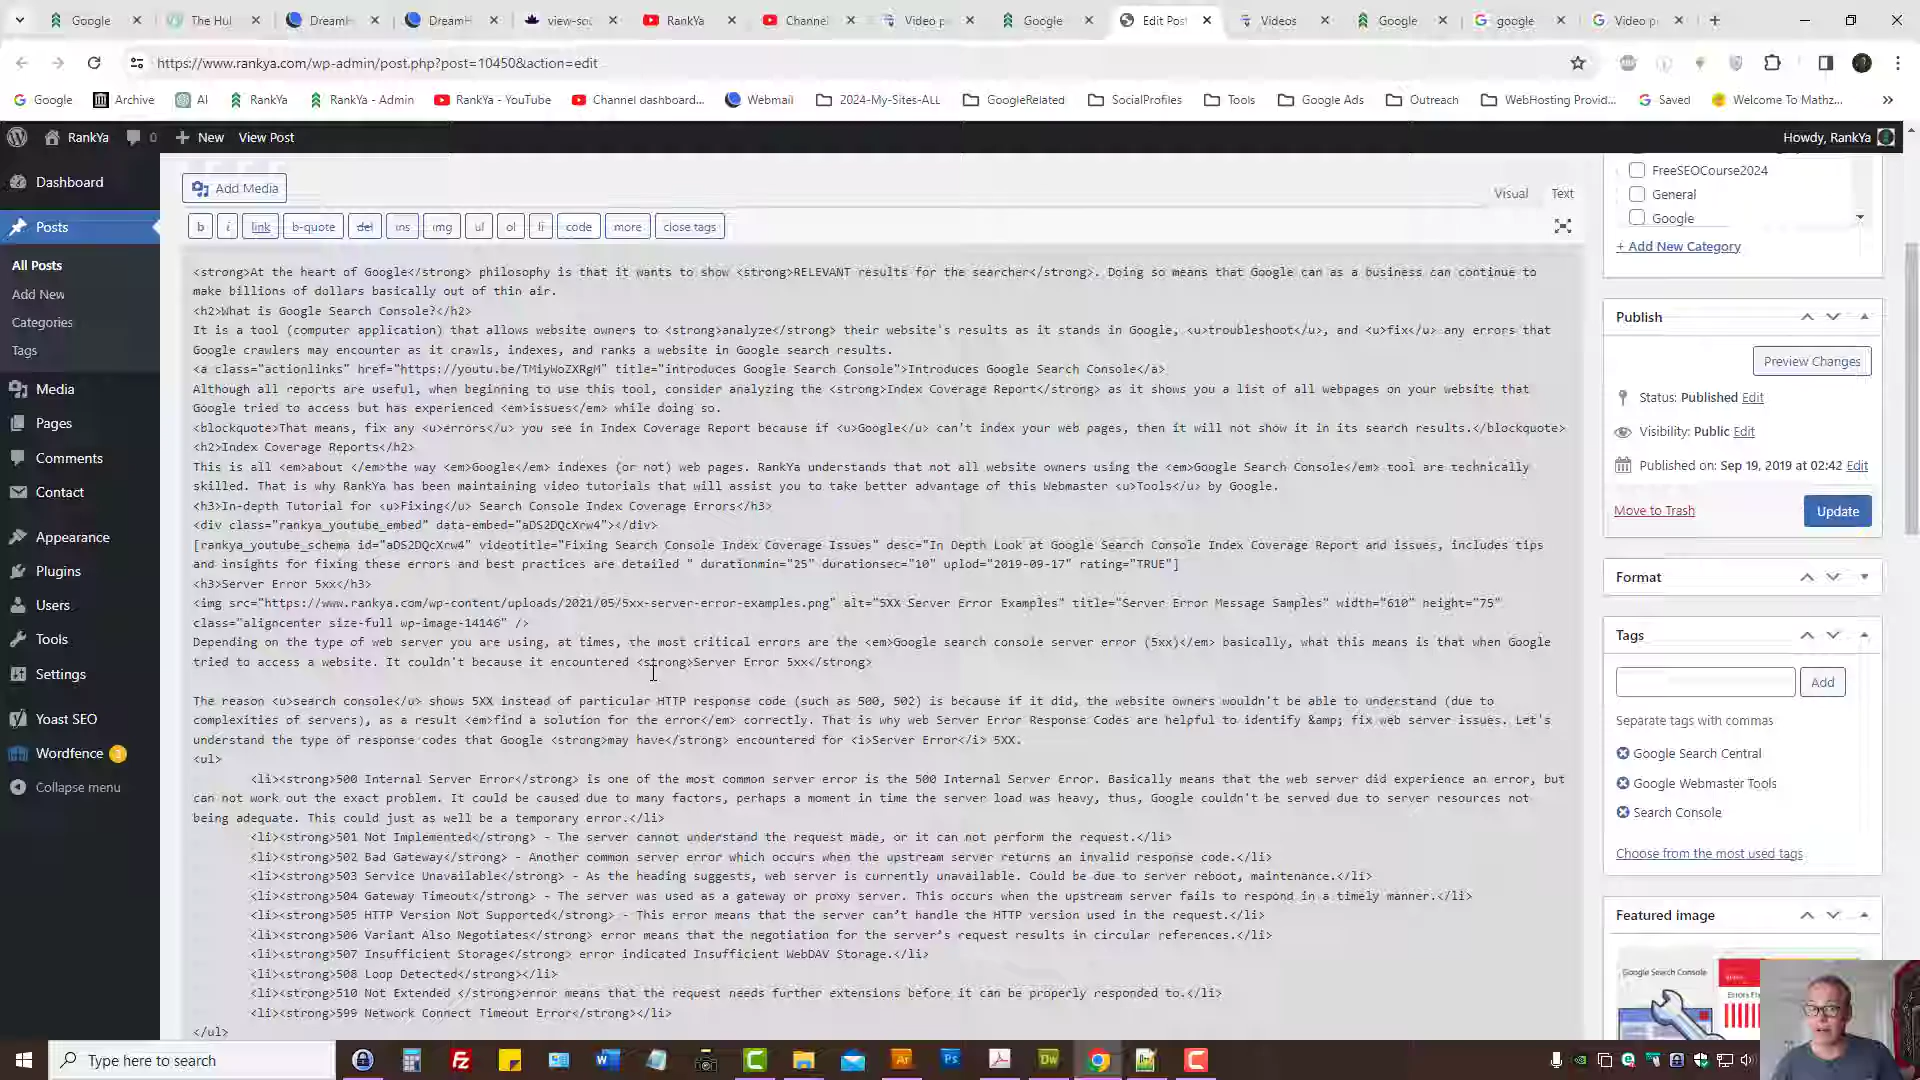 Google
The Hul
DreamH
DreamH
view-sou
RankYa
Channel
Video p
Google
Edit Post
Videos
Google
google
Video p
https://www.rankya.com/wp-admin/post.php?post=10450&action=edit
Google
Archive
AI
RankYa
RankYa - Admin
RankYa - YouTube
Channel dashboard...
Webmail
2024-My-Sites-ALL
GoogleRelated
SocialProfiles
Tools
Google Ads
Outreach
WebHosting Provid...
Saved
Welcome To Mathz...
RankYa
0
New
View Post
Howdy, RankYa
Dashboard
Posts
All Posts
Add New
Categories
Tags
Media
Pages
Comments
Contact
Appearance
Plugins
Users
Tools
Settings
Yoast SEO
Wordfence
Collapse menu
Add Media
Visual
Text
b
i
link
b-quote
del
ins
img
ul
ol
li
code
more
close tags
<strong>At the heart of Google</strong> philosophy is that it wants to show <strong>RELEVANT results for the searcher</strong>. Doing so means that Google can as a business can continue to
make billions of dollars basically out of thin air.
<h2>What is Google Search Console?</h2>
It is a tool (computer application) that allows website owners to <strong>analyze</strong> their website's results as it stands in Google, <u>troubleshoot</u>, and <u>fix</u> any errors that
Google crawlers may encounter as it crawls, indexes, and ranks a website in Google search results.
<a class="actionlinks" href="https://youtu.be/TMiyWoZXRgM" title="introduces Google Search Console">Introduces Google Search Console</a>
Although all reports are useful, when beginning to use this tool, consider analyzing the <strong>Index Coverage Report</strong> as it shows you a list of all webpages on your website that
Google tried to access but has experienced <em>issues</em> while doing so.
<blockquote>That means, fix any <u>errors</u> you see in Index Coverage Report because if <u>Google</u> can't index your web pages, then it will not show it in its search results.</blockquote>
<h2>Index Coverage Reports</h2>
This is all <em>about </em>the way <em>Google</em> indexes (or not) web pages. RankYa understands that not all website owners using the <em>Google Search Console</em> tool are technically
skilled. That is why RankYa has been maintaining video tutorials that will assist you to take better advantage of this Webmaster <u>Tools</u> by Google.
<h3>In-depth Tutorial for <u>Fixing</u> Search Console Index Coverage Errors</h3>
<div class="rankya_youtube_embed" data-embed="aDS2DQcXrw4"></div>
[rankya_youtube_schema id="aDS2DQcXrw4" videotitle="Fixing Search Console Index Coverage Issues" desc="In Depth Look at Google Search Console Index Coverage Report and issues, includes tips
and insights for fixing these errors and best practices are detailed " durationmin="25" durationsec="10" uplod="2019-09-17" rating="TRUE"]
<h3>Server Error 5xx</h3>
<img src="https://www.rankya.com/wp-content/uploads/2021/05/5xx-server-error-examples.png" alt="5XX Server Error Examples" title="Server Error Message Samples" width="610" height="75"
class="aligncenter size-full wp-image-14146" />
Depending on the type of web server you are using, at times, the most critical errors are the <em>Google search console server error (5xx)</em> basically, what this means is that when Google
tried to access a website. It couldn't because it encountered <strong>Server Error 5xx</strong>
The reason <u>search console</u> shows 5XX instead of particular HTTP response code (such as 500, 502) is because if it did, the website owners wouldn't be able to understand (due to
complexities of servers), as a result <em>find a solution for the error</em> correctly. That is why web Server Error Response Codes are helpful to identify &amp; fix web server issues. Let's
understand the type of response codes that Google <strong>may have</strong> encountered for <i>Server Error</i> 5XX.
<ul>
<li><strong>500 Internal Server Error</strong> is one of the most common server error is the 500 Internal Server Error. Basically means that the web server did experience an error, but
can not work out the exact problem. It could be caused due to many factors, perhaps a moment in time the server load was heavy, thus, Google couldn't be served due to server resources not
being adequate. This could just as well be a temporary error.</li>
<li><strong>501 Not Implemented</strong> - The server cannot understand the request made, or it can not perform the request.</li>
<li><strong>502 Bad Gateway</strong> - Another common server error which occurs when the upstream server returns an invalid response code.</li>
<li><strong>503 Service Unavailable</strong> - As the heading suggests, web server is currently unavailable. Could be due to server reboot, maintenance.</li>
<li><strong>504 Gateway Timeout</strong> - The server was used as a gateway or proxy server. This occurs when the upstream server fails to respond in a timely manner.</li>
<li><strong>505 HTTP Version Not Supported</strong> - This error means that the server can’t handle the HTTP version used in the request.</li>
<li><strong>506 Variant Also Negotiates</strong> error means that the negotiation for the server’s request results in circular references.</li>
<li><strong>507 Insufficient Storage</strong> error indicated Insufficient WebDAV Storage.</li>
<li><strong>508 Loop Detected</strong></li>
<li><strong>510 Not Extended </strong>error means that the request needs further extensions before it can be properly responded to.</li>
<li><strong>599 Network Connect Timeout Error</strong></li>
</ul>
FreeSEOCourse2024
General
Google
+ Add New Category
Publish
Preview Changes
Status: Published Edit
Visibility: Public Edit
Published on: Sep 19, 2019 at 02:42 Edit
Move to Trash
Update
Format
Tags
Add
Separate tags with commas
Google Search Central
Google Webmaster Tools
Search Console
Choose from the most used tags
Featured image
Google Search Console
Type here to search